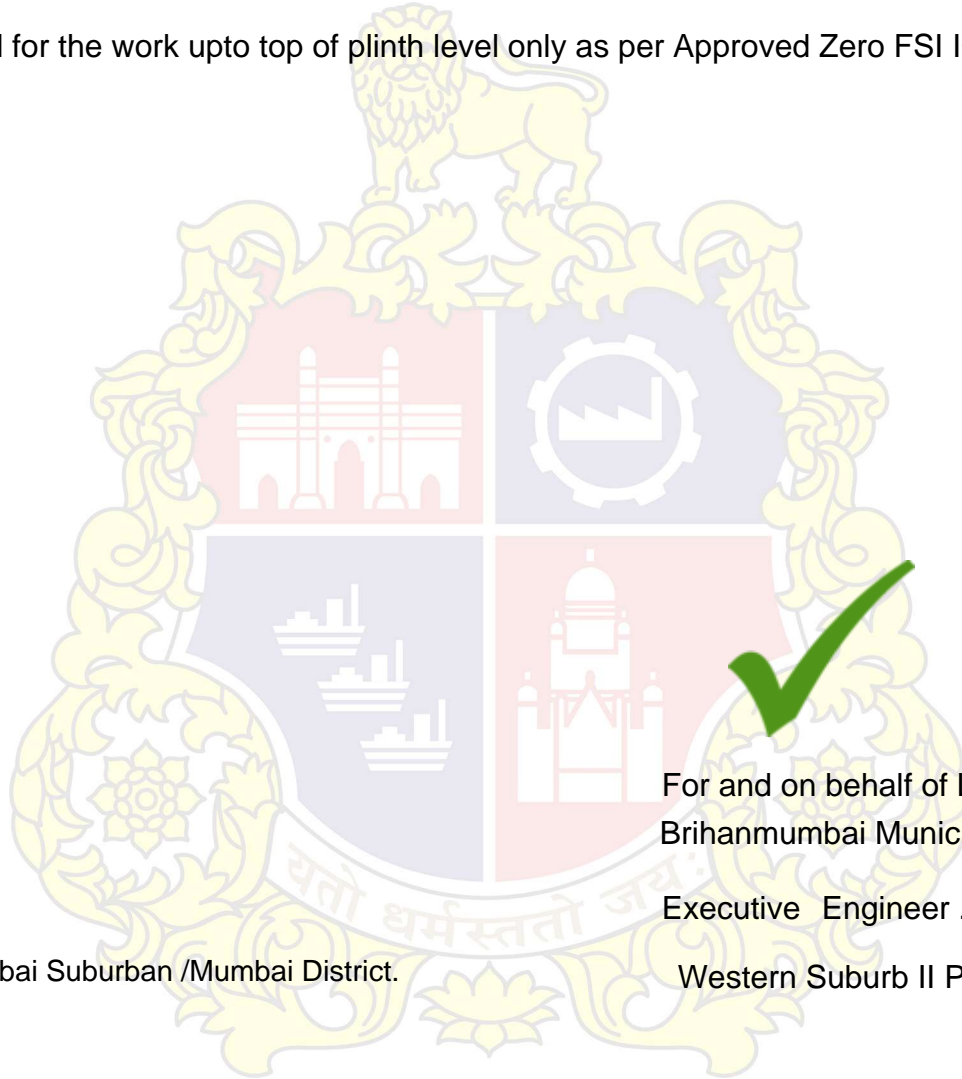 for the work upto top of plinth level only as per Approved Zero FSI
For and on behalf of
Brihanmumbai Munic
Executive Engineer .
यतो धर्मस्ततो जय:
bai Suburban /Mumbai District.
Western Suburb II P